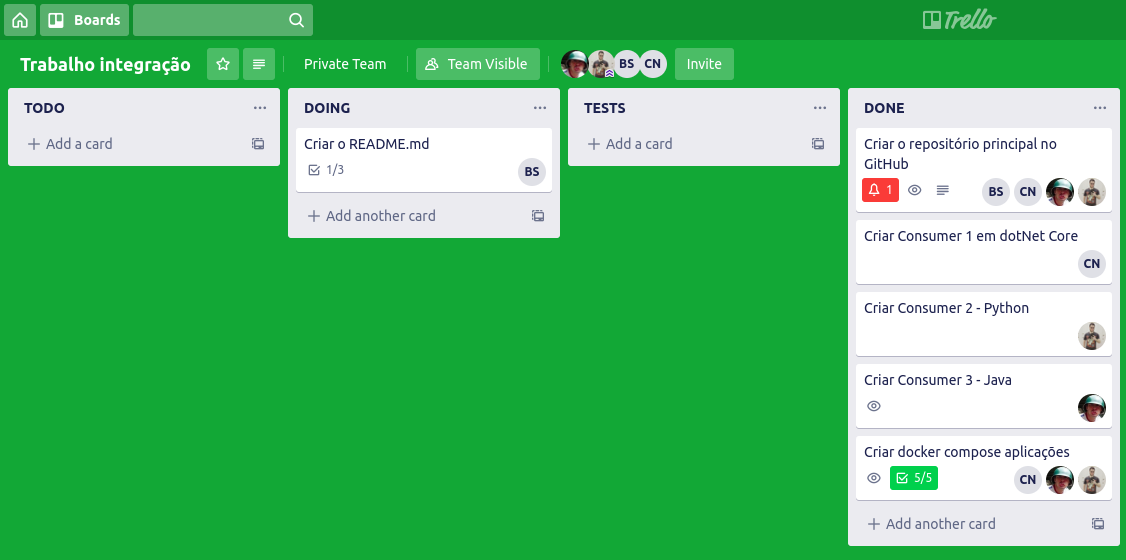 Boards
Trello
Trabalho integração
Private Team
Team Visible
BS
CN
Invite
TODO
Add a card
DOING
Criar o README.md
1/3
BS
Add another card
TESTS
Add a card
DONE
Criar o repositório principal no
GitHub
1
BS
CN
Criar Consumer 1 em dotNet Core
CN
Criar Consumer 2 - Python
Criar Consumer 3 - Java
Criar docker compose aplicações
5/5
CN
Add another card